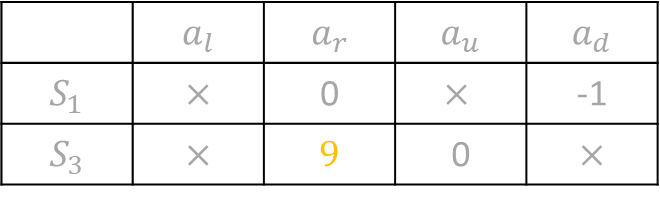 a_l a_r a_u a_d
S_1 × 0 × -1
S_3 × 9 0 ×